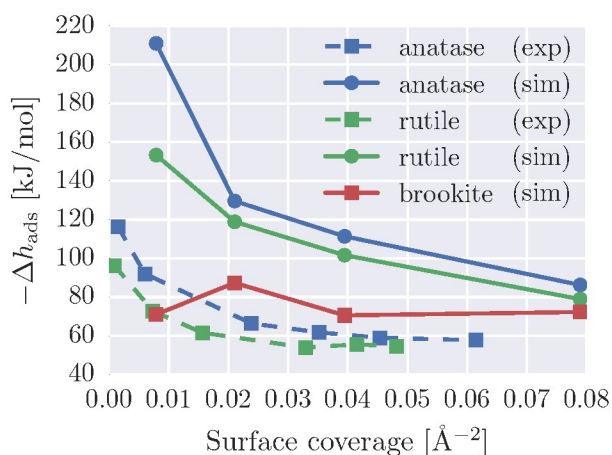 220
200
180
160
140
120
100
80
60
40
−Δh_ads [kJ/mol]
anatase (exp)
anatase (sim)
rutile (exp)
rutile (sim)
brookite (sim)
0.00 0.01 0.02 0.03 0.04 0.05 0.06 0.07 0.08
Surface coverage [Å⁻²]